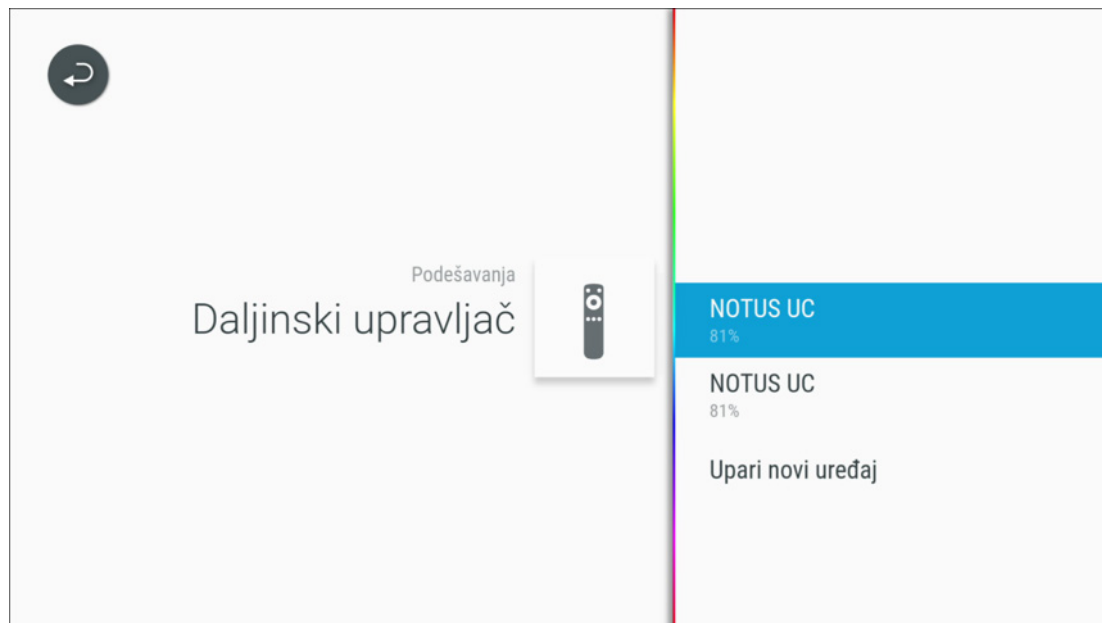 Podešavanja
Daljinski upravljač
NOTUS UC
81%
NOTUS UC
81%
Upari novi uređaj